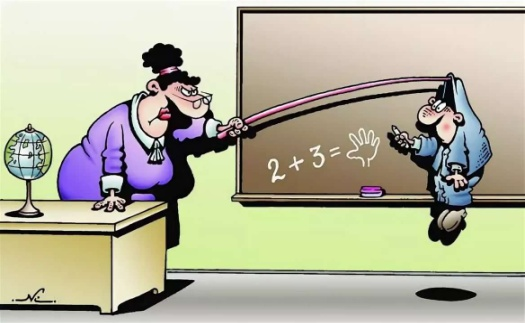 2 + 3 =